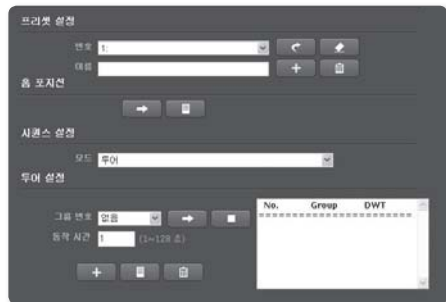 프리셋 설정
번호 1:
이름
홈 포지션
시퀀스 설정
모드 투어
투어 설정
그룹 번호 없음
동작 시간 1 (1~128 초)
No. Group DWT
=====================